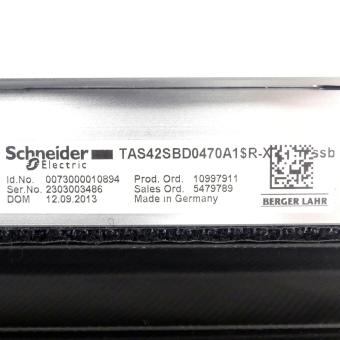 Schneider Electric TAS42SBD0470A1SR-X
Id.No. 0073000010894 Prod. Ord. 10997911
Ser.No. 2303003486 Sales Ord. 5479789
DOM 12.09.2013 Made in Germany
BERGER LAHR